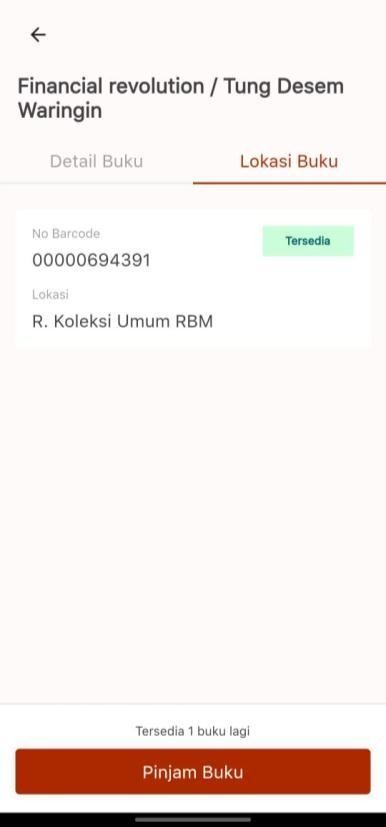 Financial revolution / Tung Desem
Waringin
Detail Buku
Lokasi Buku
No Barcode
Tersedia
00000694391
Lokasi
R. Koleksi Umum RBM
Tersedia 1 buku lagi
Pinjam Buku